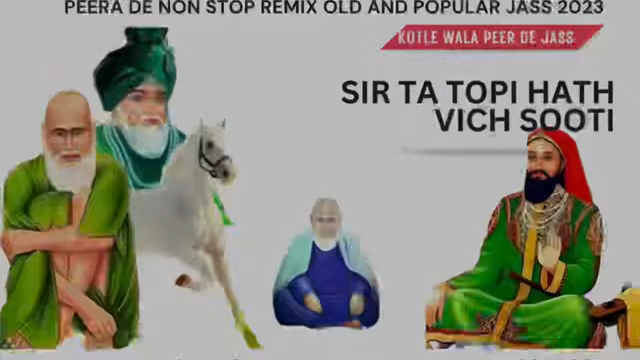 PEERA DE NON STOP REMIX OLD AND POPULAR JASS 2023
KOTLE WALA PEER DE JASS
SIR TA TOPI HATH
VICH SOOTI